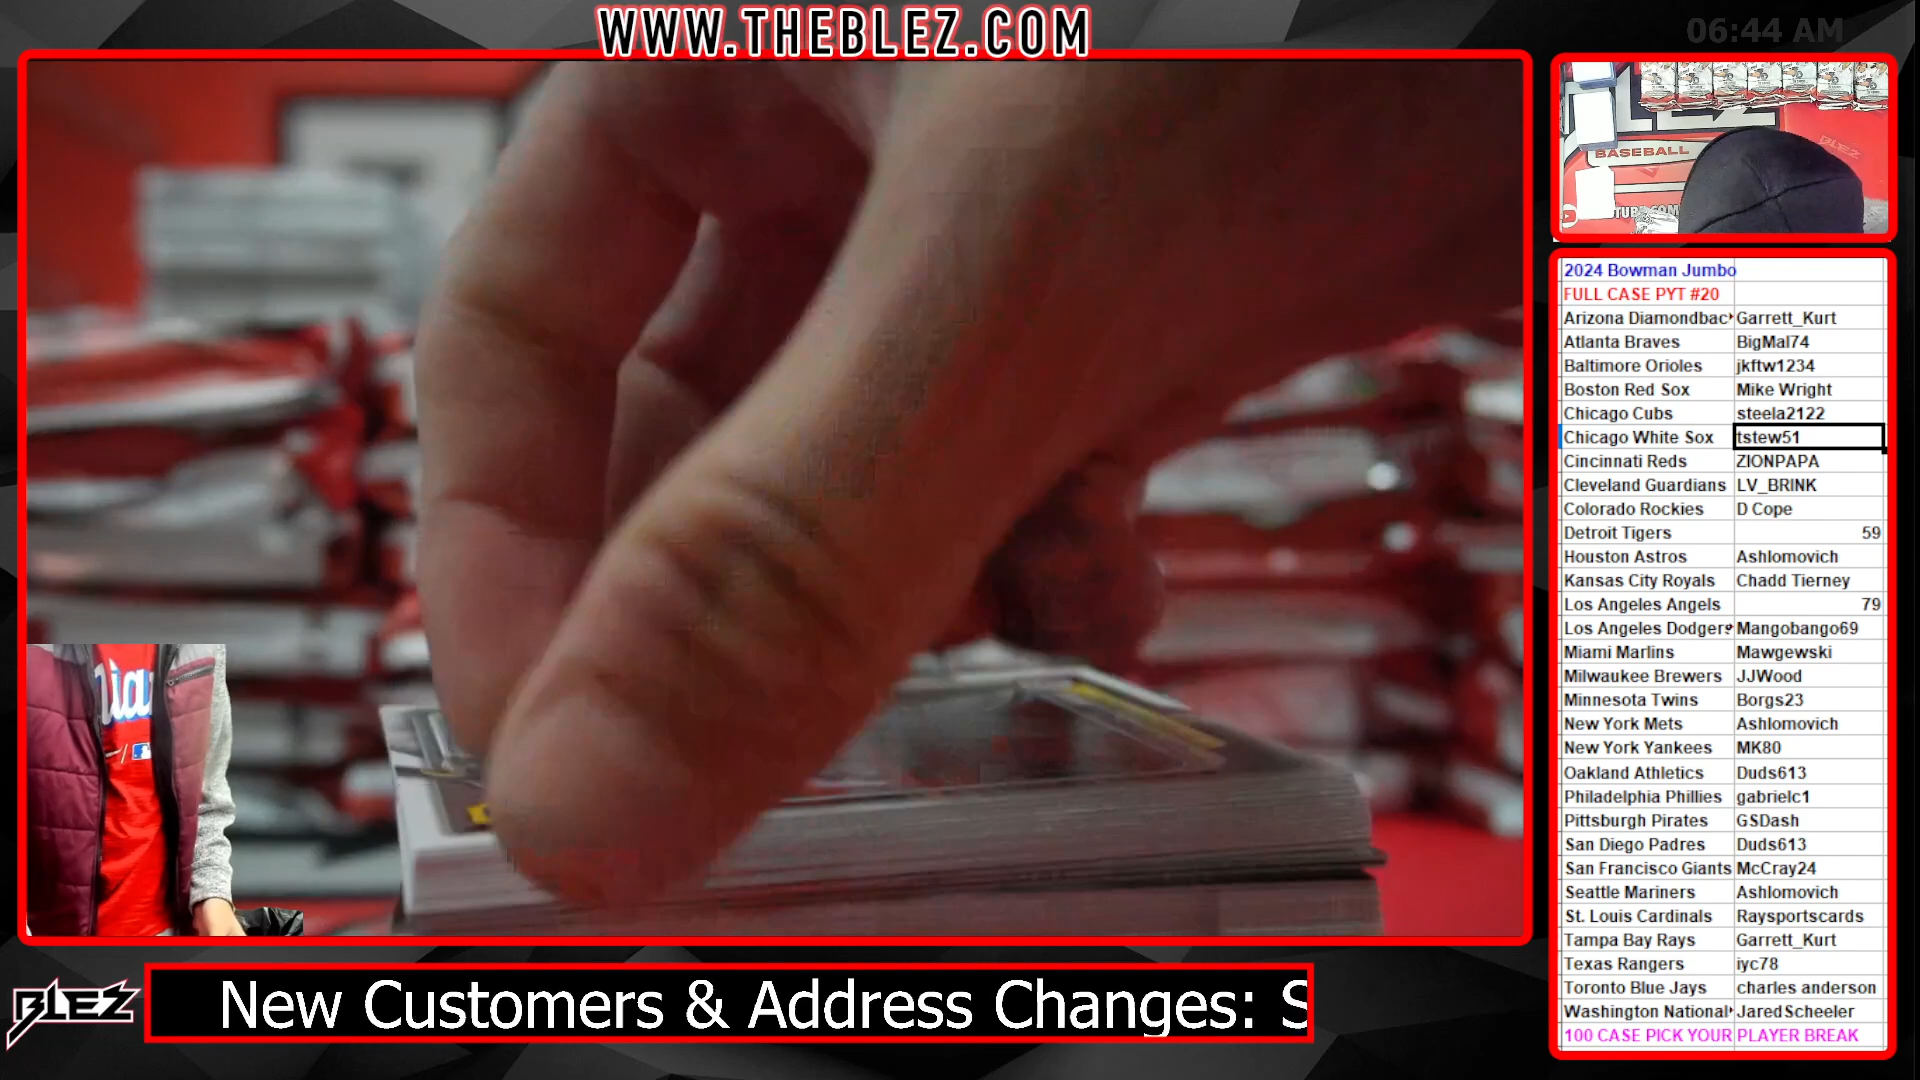 WWW.THEBLEZ.COM
06:44 AM
BASEBALL
BLEZ
2024 Bowman Jumbo
FULL CASE PYT #20
Arizona Diamondbac Garrett_Kurt
Atlanta Braves BigMal74
Baltimore Orioles jkftw1234
Boston Red Sox Mike Wright
Chicago Cubs steela2122
Chicago White Sox tstew51
Cincinnati Reds ZIONPAPA
Cleveland Guardians LV_BRINK
Colorado Rockies D Cope
Detroit Tigers 59
Houston Astros Ashlomovich
Kansas City Royals Chadd Tierney
Los Angeles Angels 79
Los Angeles Dodgers Mangobango69
Miami Marlins Mawgewski
Milwaukee Brewers JJWood
Minnesota Twins Borgs23
New York Mets Ashlomovich
New York Yankees MK80
Oakland Athletics Duds613
Philadelphia Phillies gabrielc1
Pittsburgh Pirates GSDash
San Diego Padres Duds613
San Francisco Giants McCray24
Seattle Mariners Ashlomovich
St. Louis Cardinals Raysportscards
Tampa Bay Rays Garrett_Kurt
Texas Rangers iyc78
Toronto Blue Jays charles anderson
Washington National JaredScheeler
100 CASE PICK YOUR PLAYER BREAK
BLEZ
New Customers & Address Changes: S